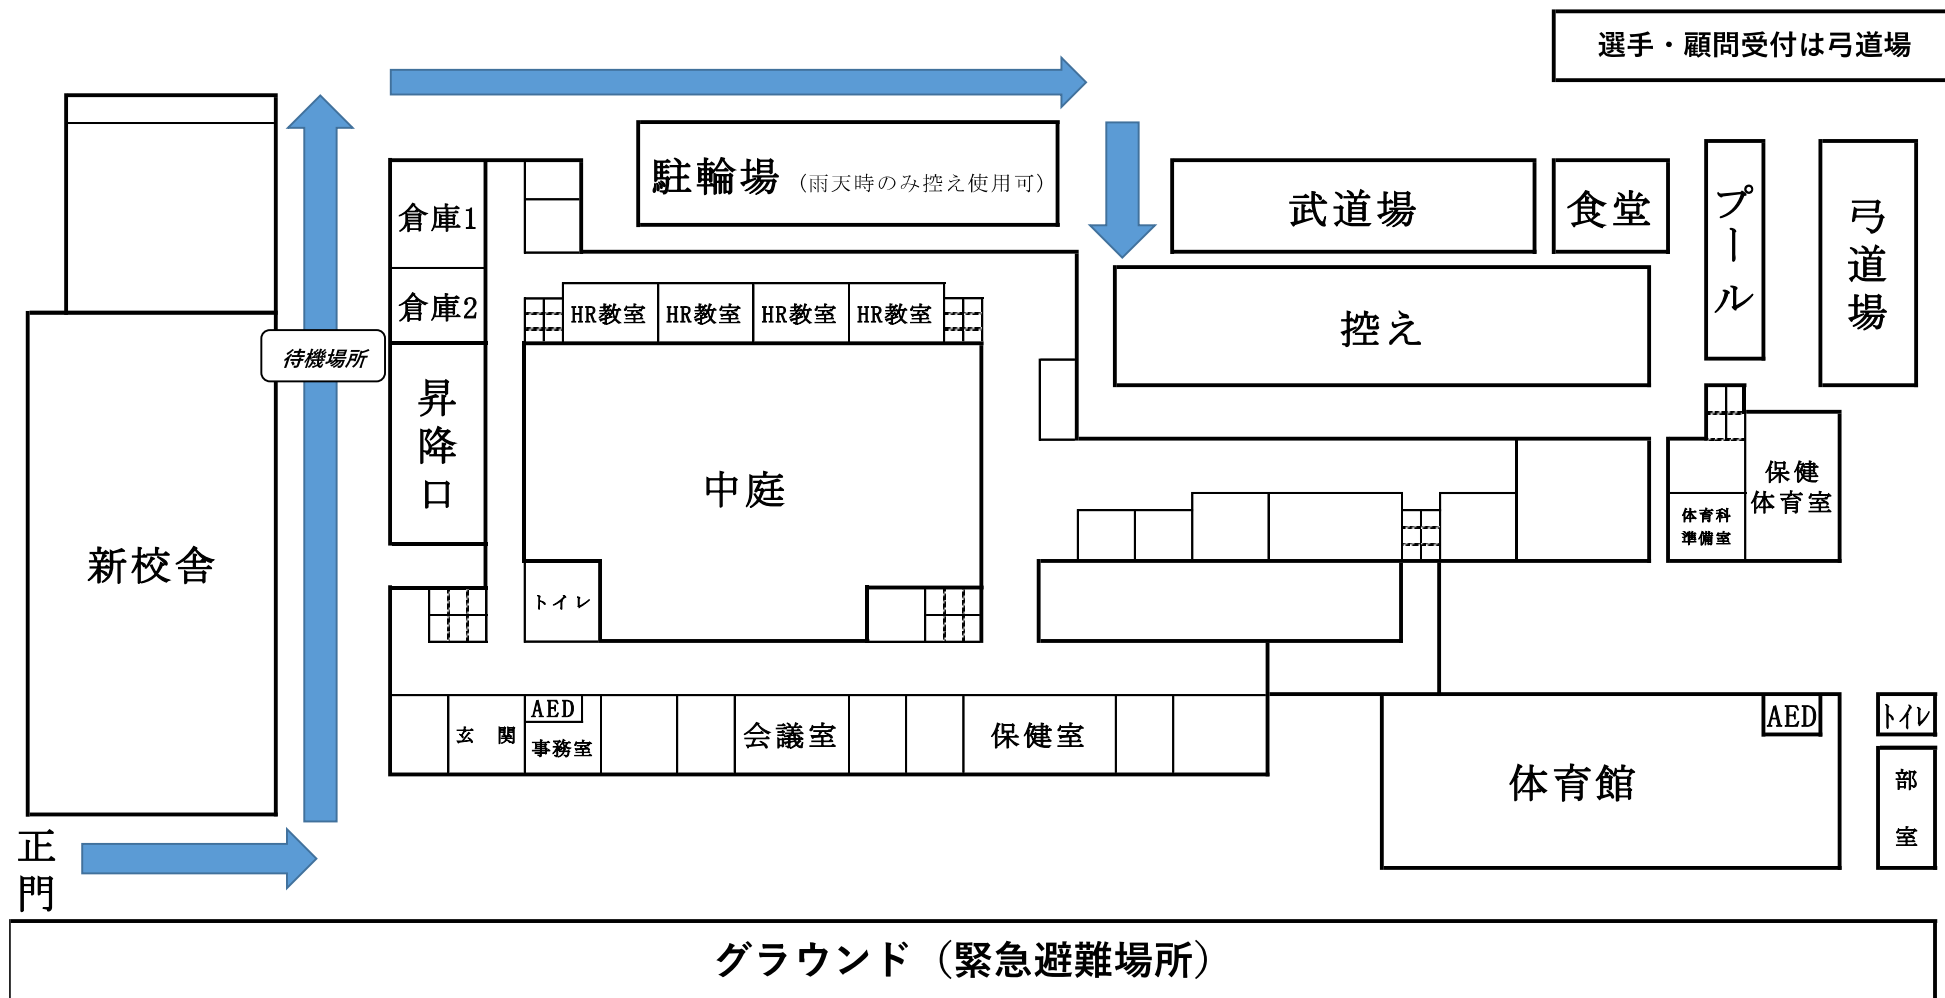 選手・顧問受付は弓道場
駐輪場（雨天時のみ控え使用可）
倉庫1
倉庫2
武道場
食堂
プール
弓道場
HR教室
HR教室
HR教室
HR教室
控え
待機場所
昇降口
中庭
保健
体育室
体育科
準備室
新校舎
トイレ
玄 関
AED
事務室
会議室
保健室
体育館
AED
トイレ
部室
正門
グラウンド（緊急避難場所）